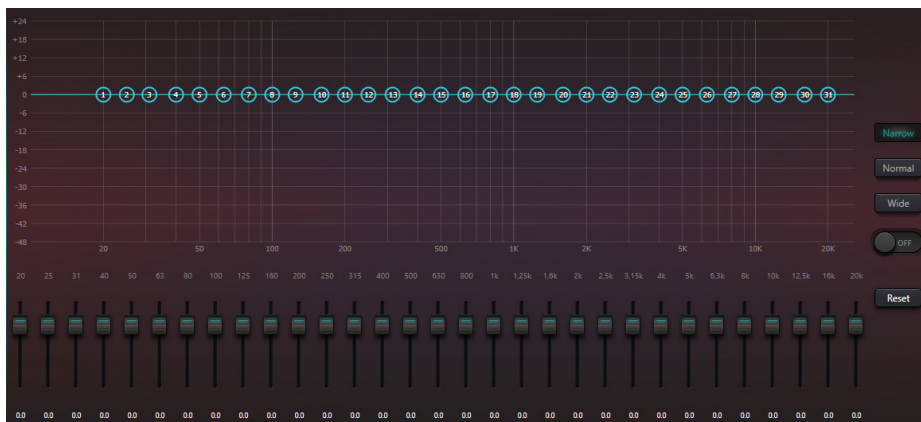 +24
+18
+12
+6
0
1 2 3 4 5 6 7 8 9 10 11 12 13 14 15 16 17 18 19 20 21 22 23 24 25 26 27 28 29 30 31
-6
-12
Narrow
-18
Normal
-24
-30
Wide
-36
-42
-48
OFF
20 50 100 200 500 1K 2K 5K 10K 20K
20 25 31 40 50 63 80 100 125 160 200 250 315 400 500 630 800 1k 1,25k 1,6k 2k 2,5k 3,15k 4k 5k 6,3k 8k 10k 12,5k 16k 20k
Reset
0.0 0.0 0.0 0.0 0.0 0.0 0.0 0.0 0.0 0.0 0.0 0.0 0.0 0.0 0.0 0.0 0.0 0.0 0.0 0.0 0.0 0.0 0.0 0.0 0.0 0.0 0.0 0.0 0.0 0.0 0.0